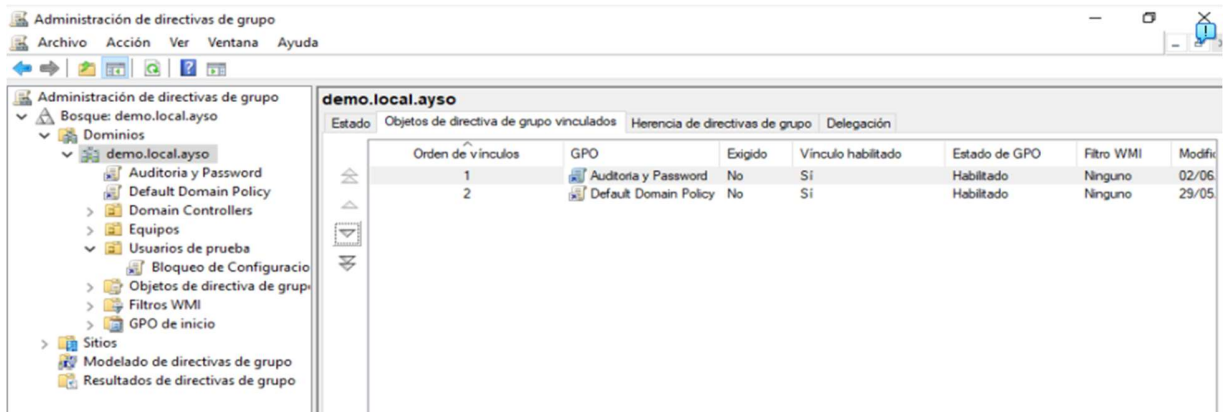 Administración de directivas de grupo
Archivo Acción Ver Ventana Ayuda
Administración de directivas de grupo
Bosque: demo.local.ayso
Dominios
demo.local.ayso
Auditoria y Password
Default Domain Policy
Domain Controllers
Equipos
Usuarios de prueba
Bloqueo de Configuracio
Objetos de directiva de grup
Filtros WMI
GPO de inicio
Sitios
Modelado de directivas de grupo
Resultados de directivas de grupo
demo.local.ayso
Estado Objetos de directiva de grupo vinculados Herencia de directivas de grupo Delegación
Orden de vínculos GPO Exigido Vínculo habilitado Estado de GPO Filtro WMI Modific
1 Auditoria y Password No Sí Habilitado Ninguno 02/06
2 Default Domain Policy No Sí Habilitado Ninguno 29/05